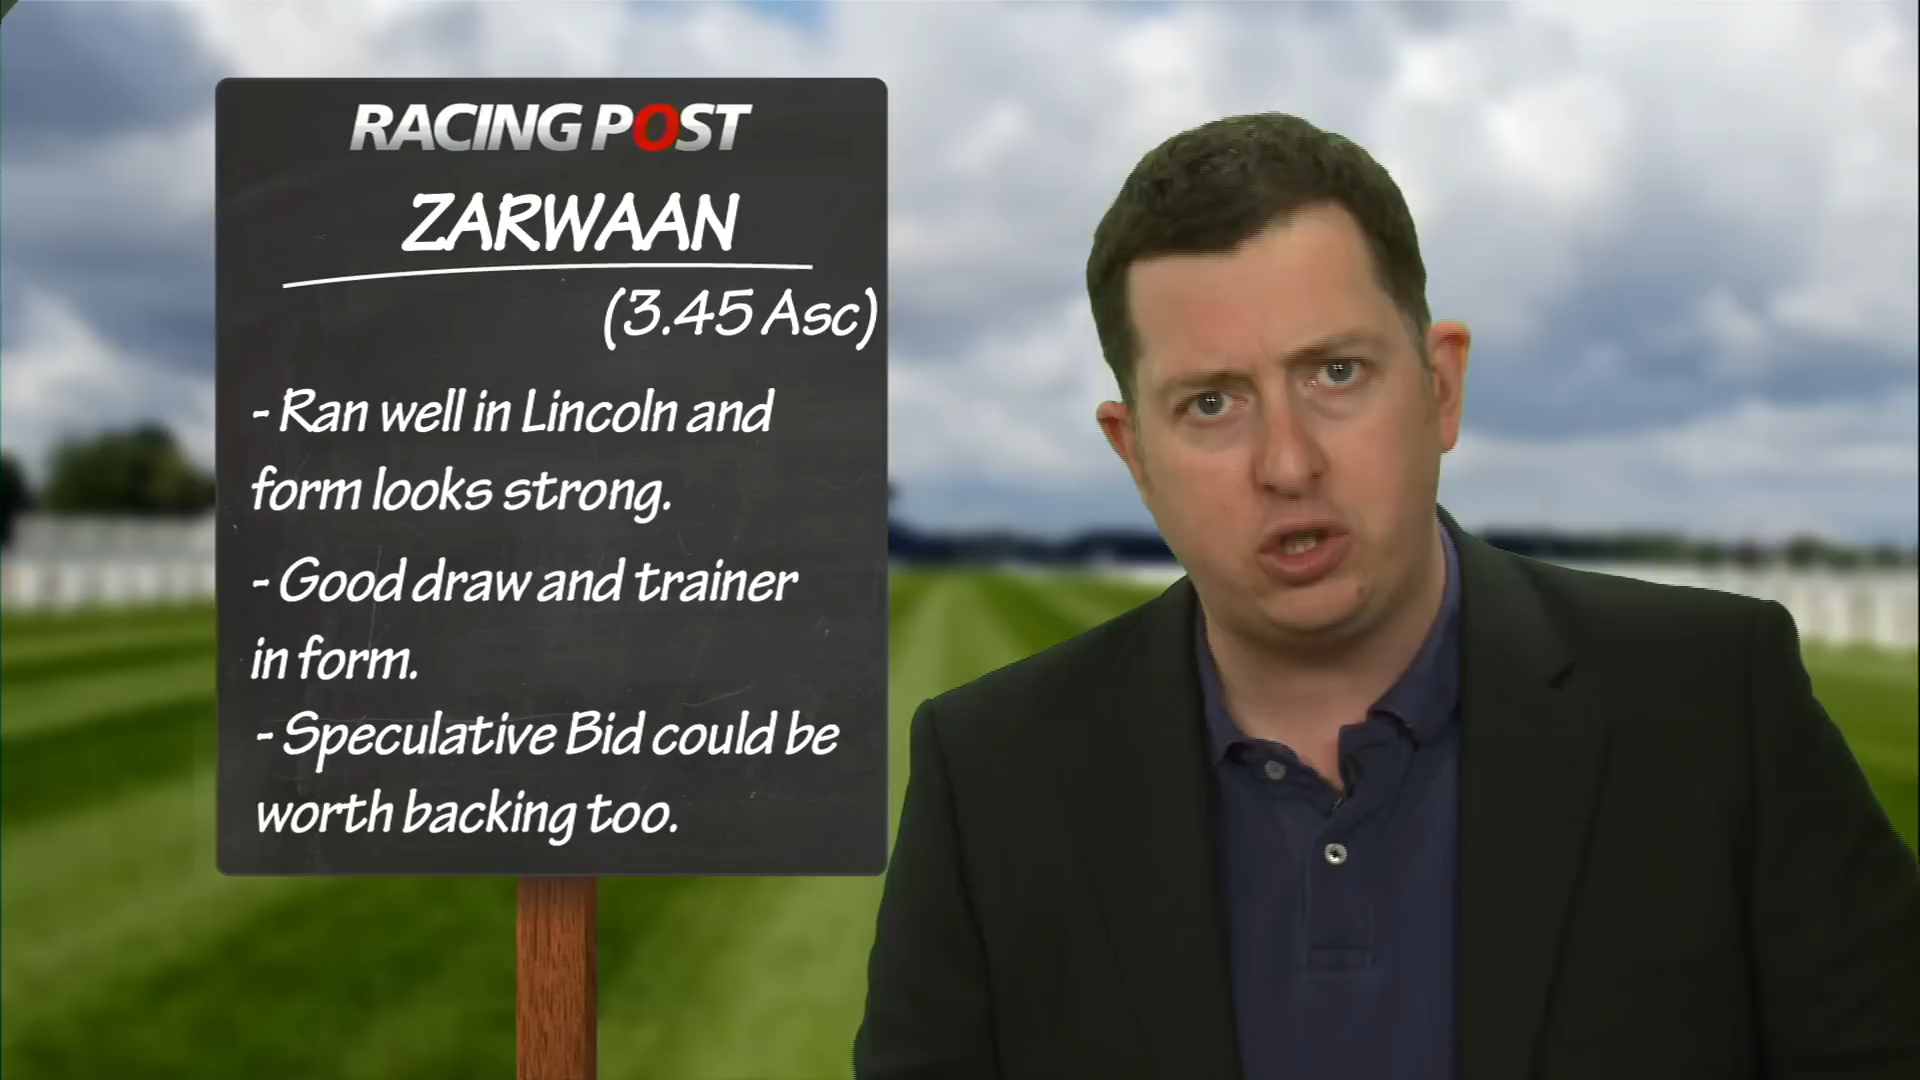 RACING POST
ZARWAAN
(3.45 Asc)
- Ran well in Lincoln and
form looks strong.
- Good draw and trainer
in form.
- Speculative Bid could be
worth backing too.